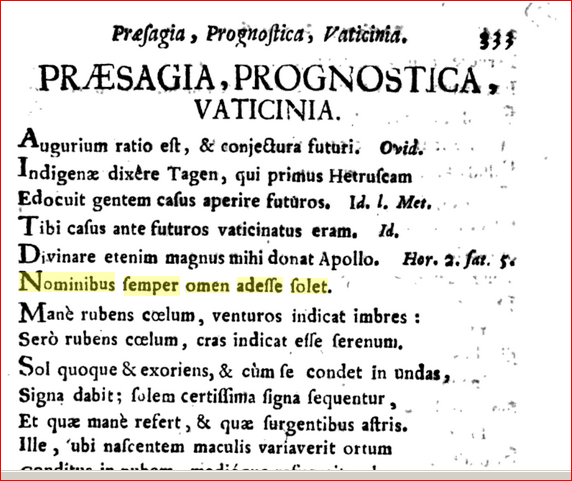 Præſagia, Prognoſtica, Vaticinia. 333
PRÆSAGIA, PROGNOSTICA,
VATICINIA.
Augurium ratio eſt, & conjectura futuri. Ovid.
Indigenæ dixêre Tagen, qui primus Hetruſcam
Edocuit gentem caſus aperire futûros. Id. l. Met.
Tibi caſus ante futuros vaticinatus eram. Id.
Divinare etenim magnus mihi donat Apollo. Hor. 2. ſat. 5.
Nominibus ſemper omen adeſſe ſolet.
Manè rubens cœlum, venturos indicat imbres :
Serò rubens cœlum, cras indicat eſſe ſerenum.
Sol quoque & exoriens, & cùm ſe condet in undas,
Signa dabit; ſolem certiſſima ſigna ſequentur,
Et quæ manè refert, & quæ ſurgentibus aſtris.
Ille, ubi naſcentem maculis variaverit ortum